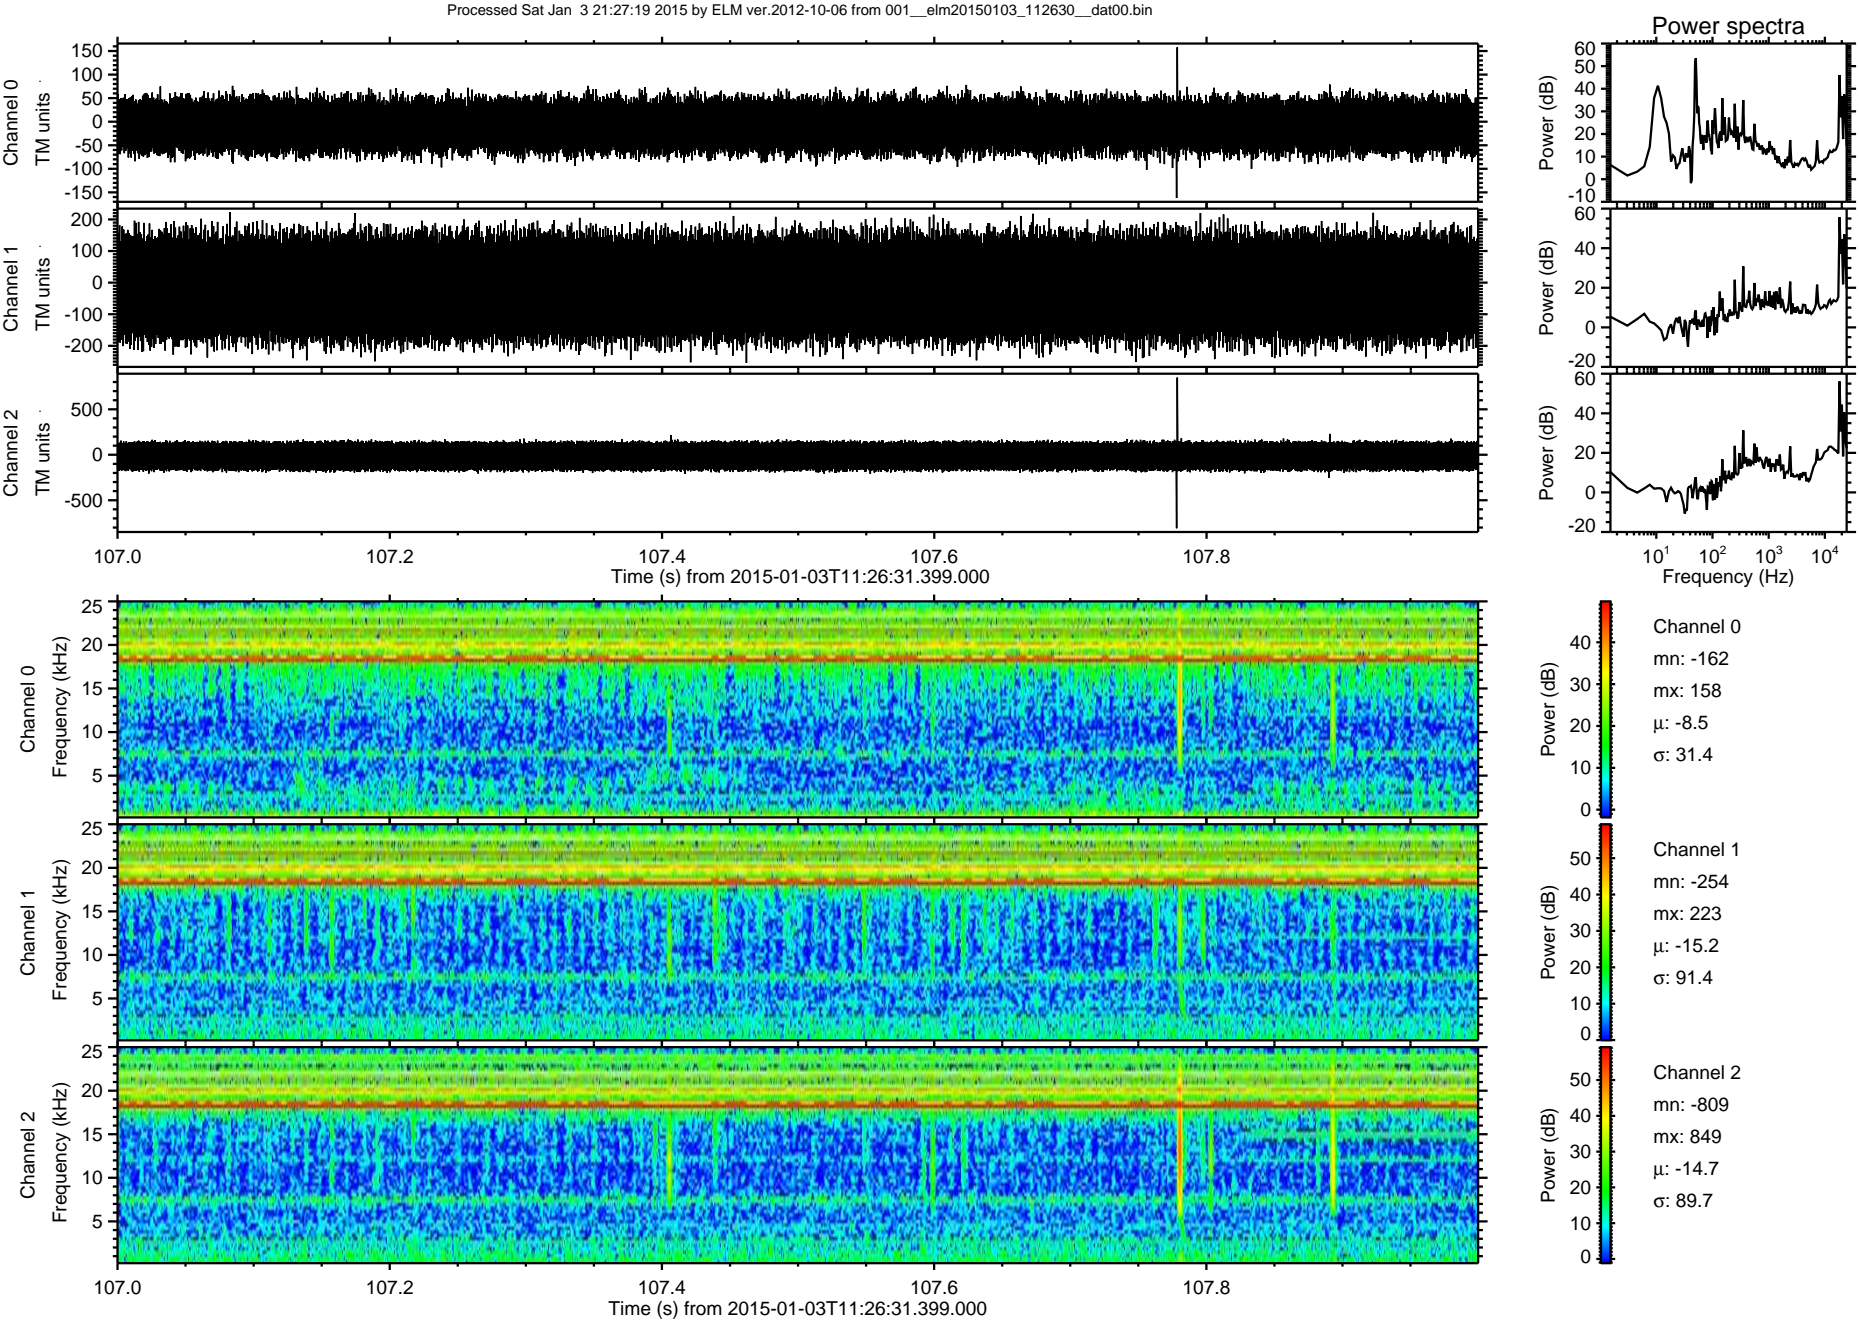 Processed Sat Jan  3 21:27:19 2015 by ELM ver.2012-10-06 from 001__elm20150103_112630__dat00.bin
Power spectra
Channel 0
TM units
150
100
50
0
-50
-100
-150
Power (dB)
60
50
40
30
20
10
0
-10
Channel 1
TM units
200
100
0
-100
-200
Power (dB)
60
40
20
0
-20
Channel 2
TM units
500
0
-500
Power (dB)
60
40
20
0
-20
107.0 107.2 107.4 107.6 107.8
Time (s) from 2015-01-03T11:26:31.399.000
10^1 10^2 10^3 10^4
Frequency (Hz)
Channel 0
Frequency (kHz)
25
20
15
10
5
Power (dB)
40
30
20
10
0
Channel 0
mn: -162
mx: 158
μ: -8.5
σ: 31.4
Channel 1
Frequency (kHz)
25
20
15
10
5
Power (dB)
50
40
30
20
10
0
Channel 1
mn: -254
mx: 223
μ: -15.2
σ: 91.4
Channel 2
Frequency (kHz)
25
20
15
10
5
Power (dB)
50
40
30
20
10
0
Channel 2
mn: -809
mx: 849
μ: -14.7
σ: 89.7
107.0 107.2 107.4 107.6 107.8
Time (s) from 2015-01-03T11:26:31.399.000